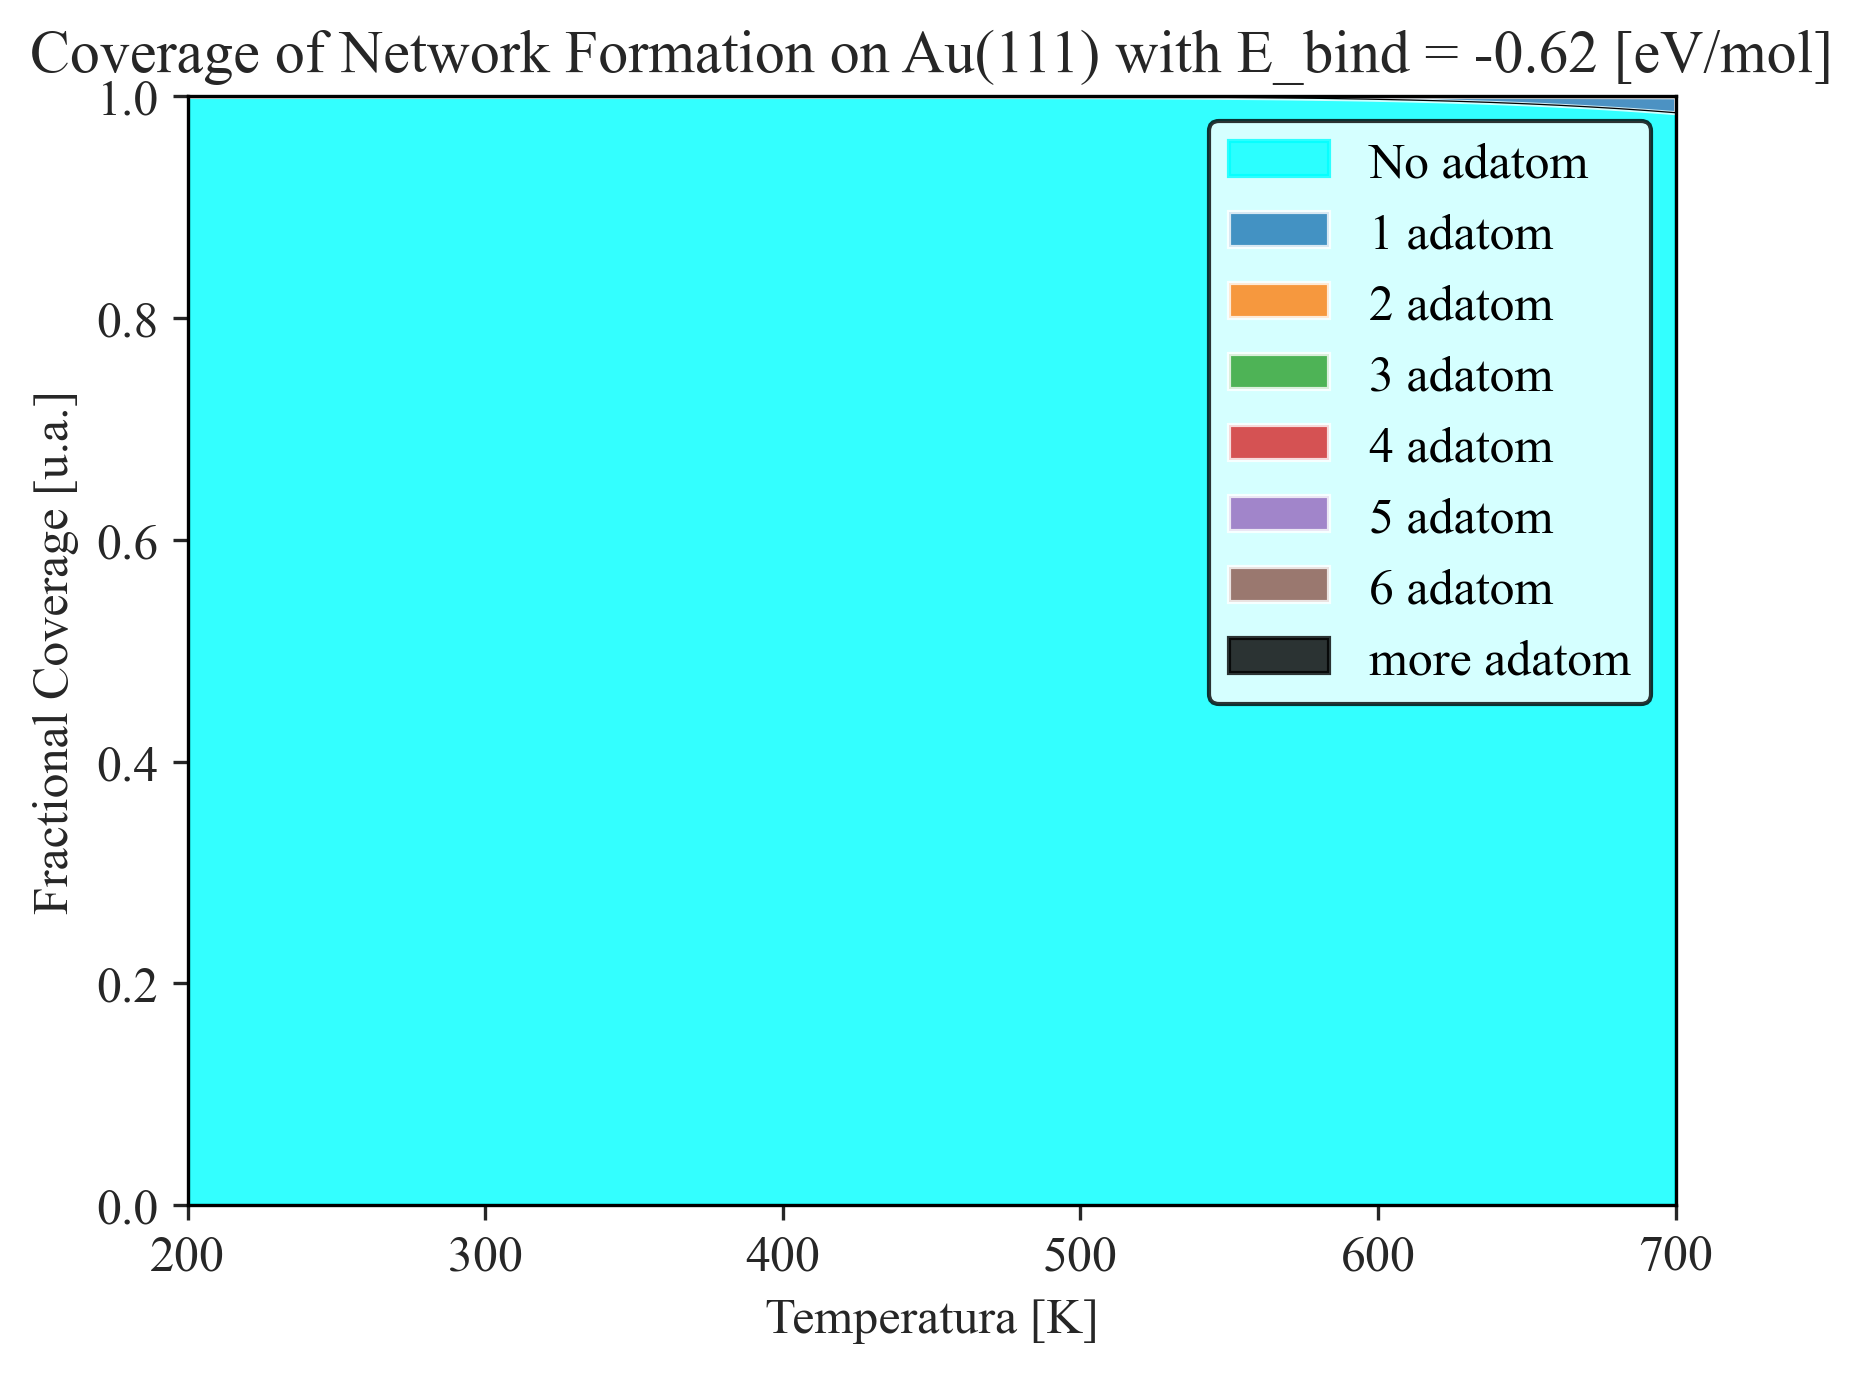 Coverage of Network Formation on Au(111) with E_bind = -0.62 [eV/mol]
1.0
0.8
0.6
0.4
0.2
0.0
Fractional Coverage [u.a.]
No adatom
1 adatom
2 adatom
3 adatom
4 adatom
5 adatom
6 adatom
more adatom
200 300 400 500 600 700
Temperatura [K]